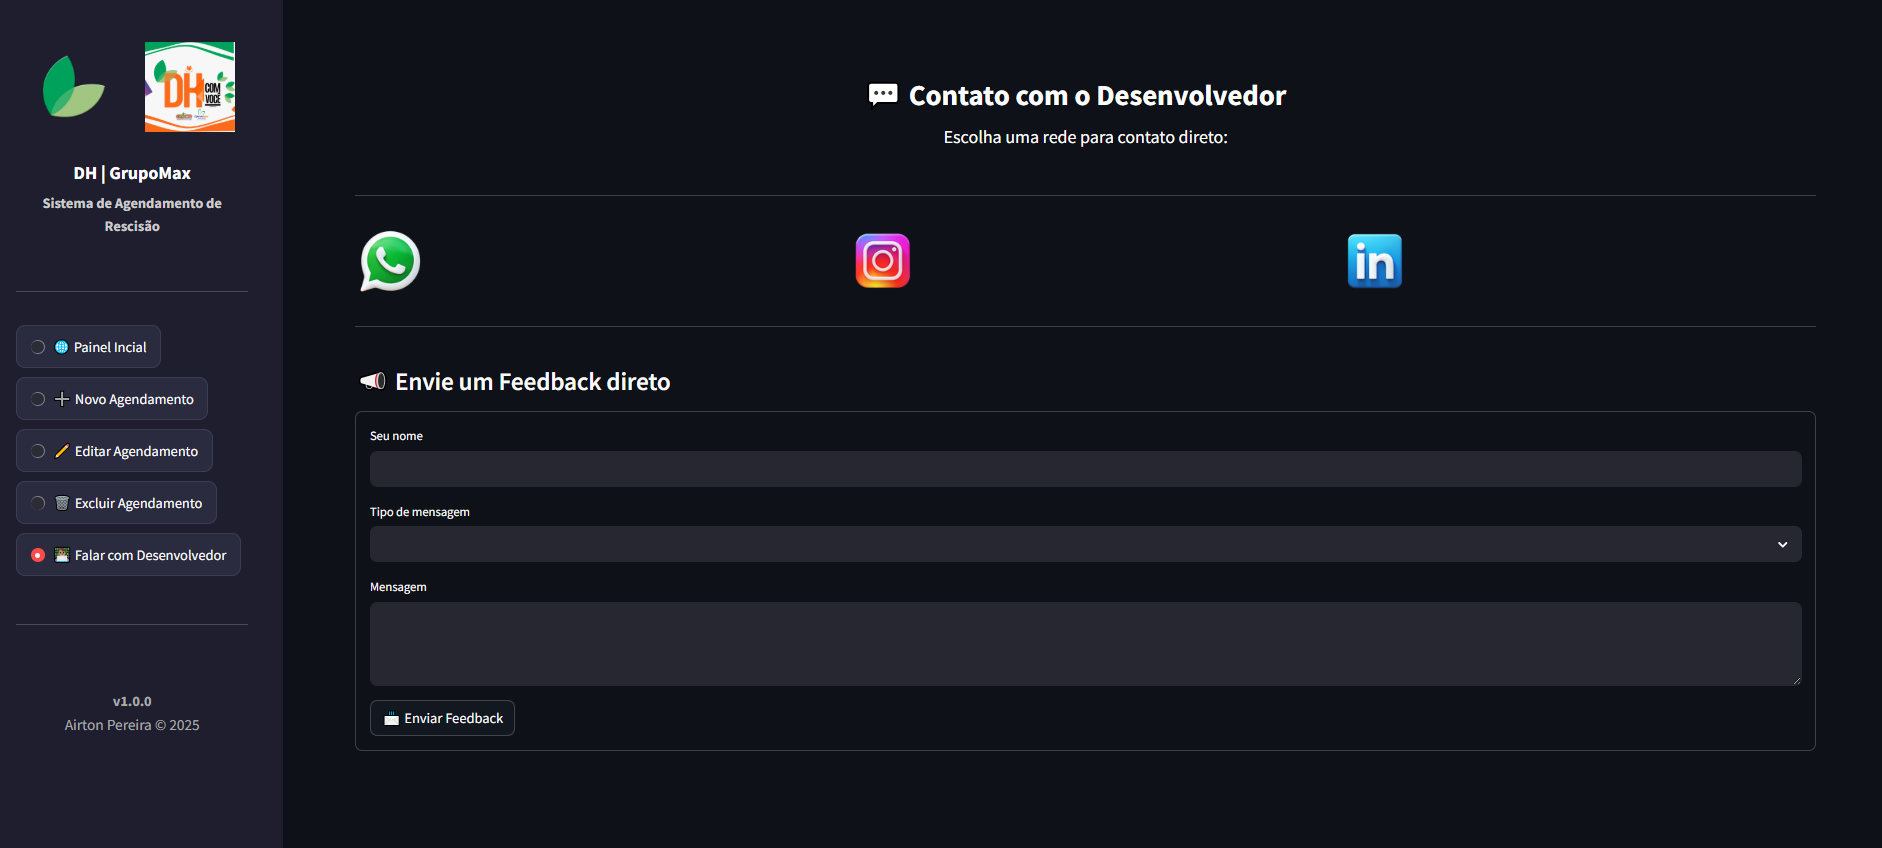 DH
COM
VOCÊ
DH | GrupoMax
Sistema de Agendamento de
Rescisão
Painel Incial
Novo Agendamento
Editar Agendamento
Excluir Agendamento
Falar com Desenvolvedor
v1.0.0
Airton Pereira © 2025
Contato com o Desenvolvedor
Escolha uma rede para contato direto:
in
Envie um Feedback direto
Seu nome
Tipo de mensagem
Mensagem
Enviar Feedback